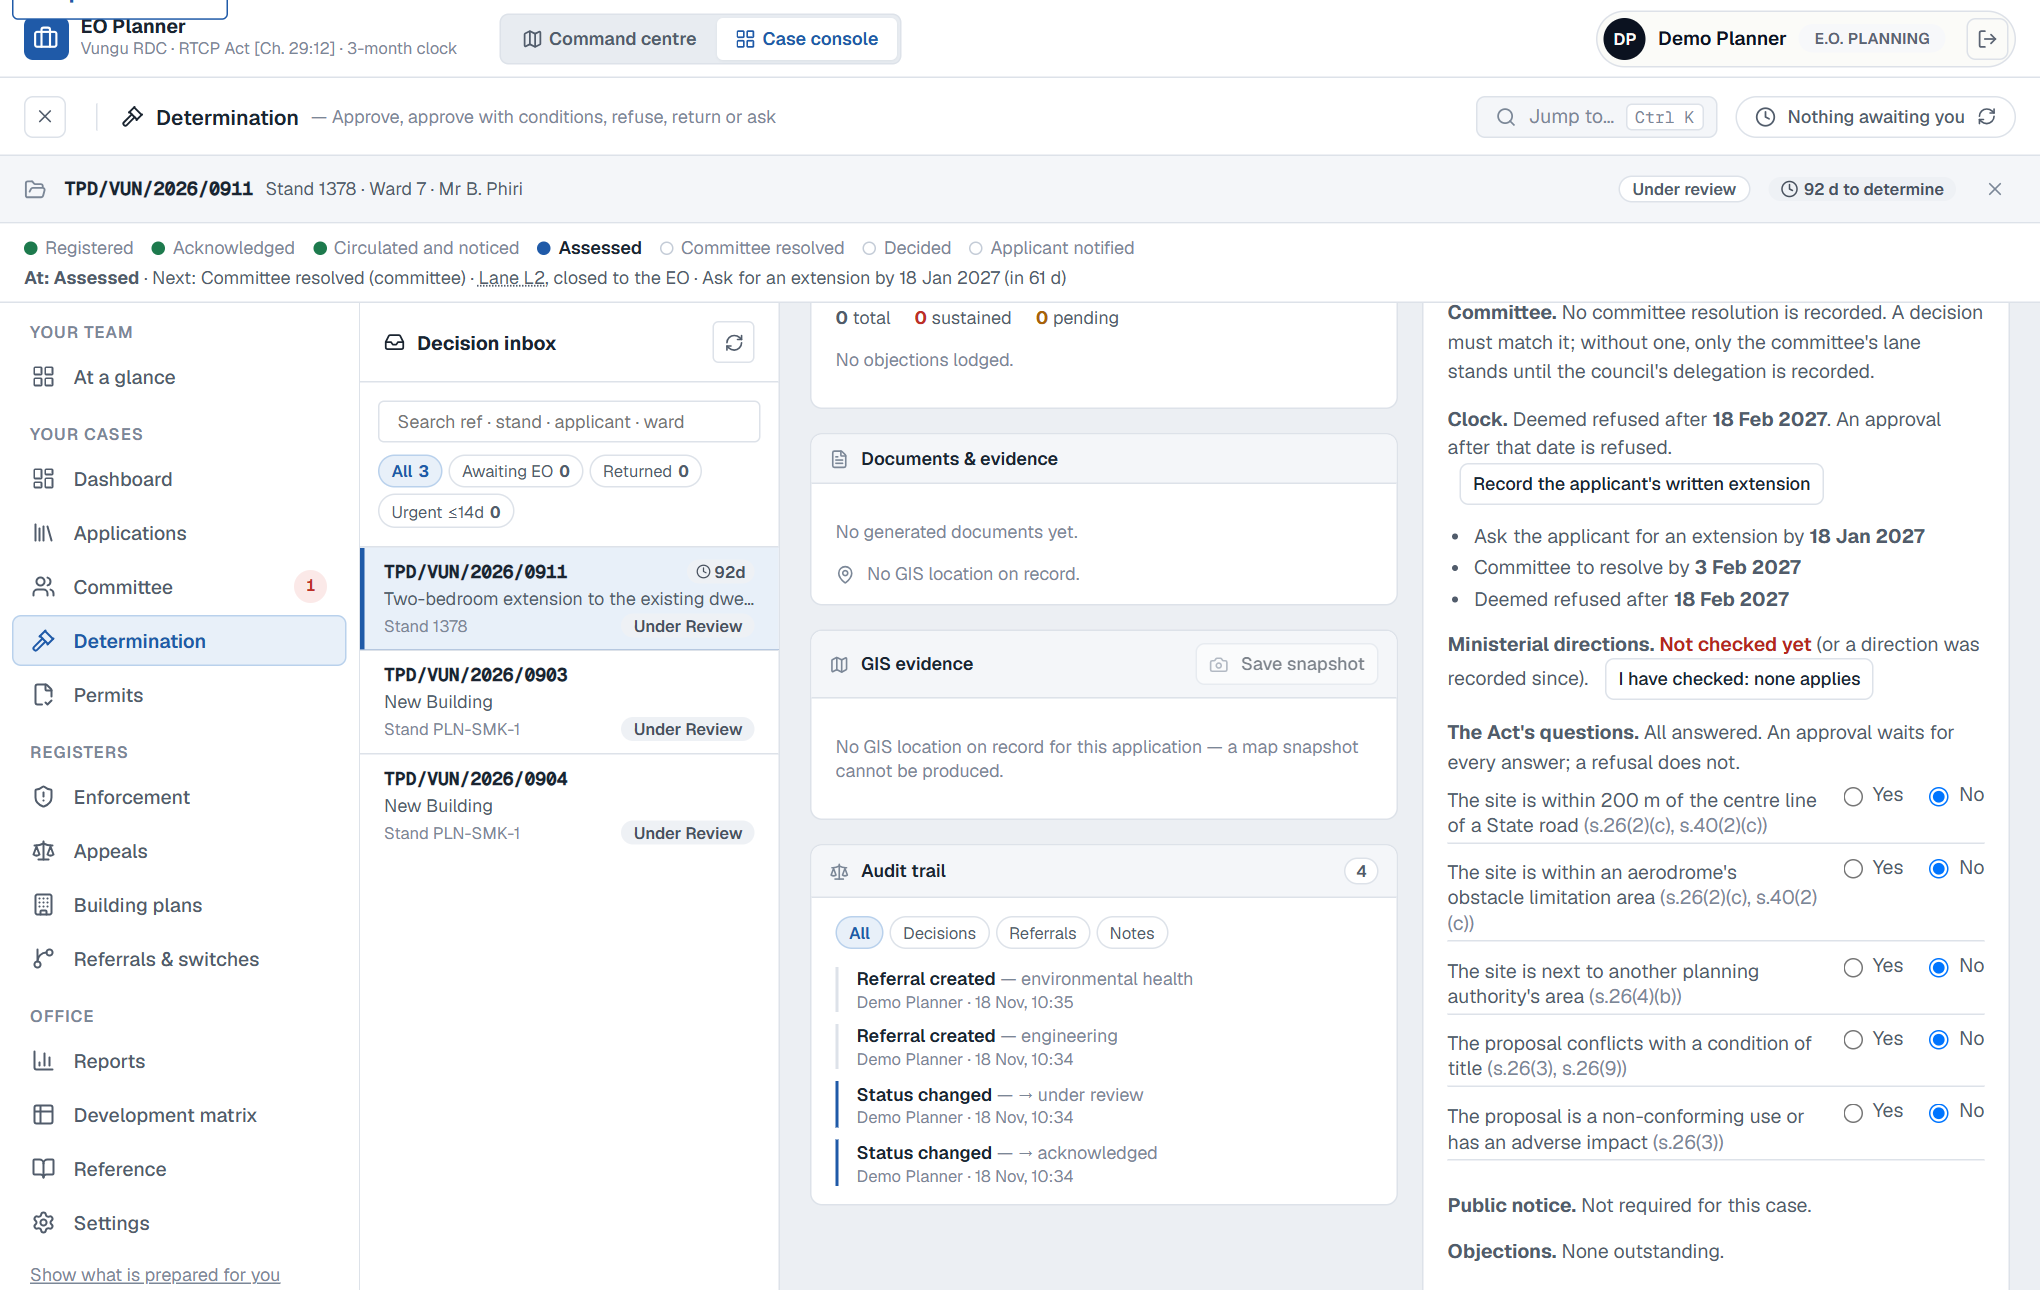 EO Planner
Vungu RDC · RTCP Act [Ch. 29:12] · 3-month clock
Command centre
Case console
DP
Demo Planner
E.O. PLANNING
Determination
— Approve, approve with conditions, refuse, return or ask
Jump to...
Ctrl K
Nothing awaiting you
TPD/VUN/2026/0911
Stand 1378 · Ward 7 · Mr B. Phiri
Under review
92 d to determine
Registered
Acknowledged
Circulated and noticed
Assessed
Committee resolved
Decided
Applicant notified
At: Assessed · Next: Committee resolved (committee) · Lane L2, closed to the EO · Ask for an extension by 18 Jan 2027 (in 61 d)
YOUR TEAM
At a glance
YOUR CASES
Dashboard
Applications
Committee
1
Determination
Permits
REGISTERS
Enforcement
Appeals
Building plans
Referrals & switches
OFFICE
Reports
Development matrix
Reference
Settings
Show what is prepared for you
Decision inbox
Search ref · stand · applicant · ward
All 3
Awaiting EO 0
Returned 0
Urgent ≤14d 0
TPD/VUN/2026/0911
92d
Two-bedroom extension to the existing dwe...
Stand 1378
Under Review
TPD/VUN/2026/0903
New Building
Stand PLN-SMK-1
Under Review
TPD/VUN/2026/0904
New Building
Stand PLN-SMK-1
Under Review
0 total
0 sustained
0 pending
No objections lodged.
Documents & evidence
No generated documents yet.
No GIS location on record.
GIS evidence
Save snapshot
No GIS location on record for this application — a map snapshot
cannot be produced.
Audit trail
4
All
Decisions
Referrals
Notes
Referral created — environmental health
Demo Planner · 18 Nov, 10:35
Referral created — engineering
Demo Planner · 18 Nov, 10:34
Status changed — → under review
Demo Planner · 18 Nov, 10:34
Status changed — → acknowledged
Demo Planner · 18 Nov, 10:34
Committee. No committee resolution is recorded. A decision
must match it; without one, only the committee's lane
stands until the council's delegation is recorded.
Clock. Deemed refused after 18 Feb 2027. An approval
after that date is refused.
Record the applicant's written extension
• Ask the applicant for an extension by 18 Jan 2027
• Committee to resolve by 3 Feb 2027
• Deemed refused after 18 Feb 2027
Ministerial directions. Not checked yet (or a direction was
recorded since).
I have checked: none applies
The Act's questions. All answered. An approval waits for
every answer; a refusal does not.
The site is within 200 m of the centre line
of a State road (s.26(2)(c), s.40(2)(c))
Yes
No
The site is within an aerodrome's
obstacle limitation area (s.26(2)(c), s.40(2)
(c))
Yes
No
The site is next to another planning
authority's area (s.26(4)(b))
Yes
No
The proposal conflicts with a condition of
title (s.26(3), s.26(9))
Yes
No
The proposal is a non-conforming use or
has an adverse impact (s.26(3))
Yes
No
Public notice. Not required for this case.
Objections. None outstanding.